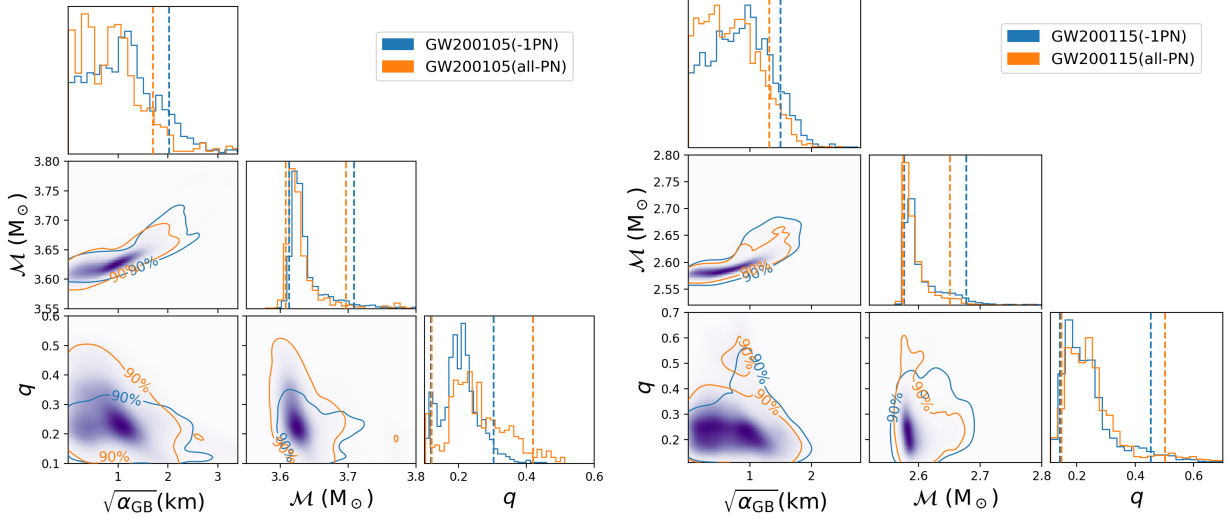 GW200105(-1PN)
GW200105(all-PN)
3.80
3.75
3.70
3.65
3.60
3.55
ℳ (M⊙)
90%
90%
0.6
0.5
0.4
0.3
0.2
0.1
q
90%
90%
90%
90%
90%
1 2 3
√αGB(km)
3.6 3.7 3.8
ℳ (M⊙)
0.2 0.4 0.6
q
GW200115(-1PN)
GW200115(all-PN)
2.80
2.75
2.70
2.65
2.60
2.55
ℳ (M⊙)
90%
90%
0.7
0.6
0.5
0.4
0.3
0.2
q
90%
90%
90%
90%
90%
1 2
√αGB(km)
2.6 2.7 2.8
ℳ (M⊙)
0.2 0.4 0.6
q